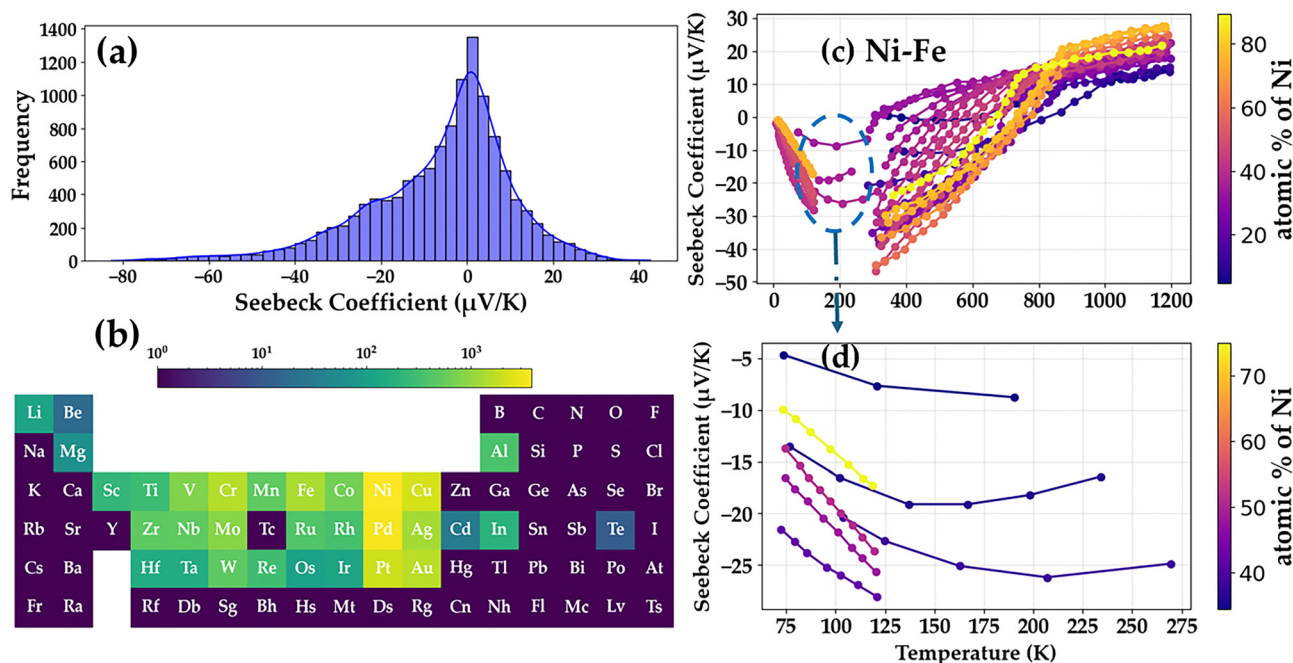 (a)
Frequency
1400
1200
1000
800
600
400
200
0
−80 −60 −40 −20 0 20 40
Seebeck Coefficient (μV/K)
(b)
10⁰ 10¹ 10² 10³
Li Be B C N O F
Na Mg Al Si P S Cl
K Ca Sc Ti V Cr Mn Fe Co Ni Cu Zn Ga Ge As Se Br
Rb Sr Y Zr Nb Mo Tc Ru Rh Pd Ag Cd In Sn Sb Te I
Cs Ba Hf Ta W Re Os Ir Pt Au Hg Tl Pb Bi Po At
Fr Ra Rf Db Sg Bh Hs Mt Ds Rg Cn Nh Fl Mc Lv Ts
(c) Ni-Fe
Seebeck Coefficient (μV/K)
30
20
10
0
−10
−20
−30
−40
−50
0 200 400 600 800 1000 1200
80
60
40
20
atomic % of Ni
(d)
Seebeck Coefficient (μV/K)
−5
−10
−15
−20
−25
75 100 125 150 175 200 225 250 275
Temperature (K)
70
60
50
40
atomic % of Ni